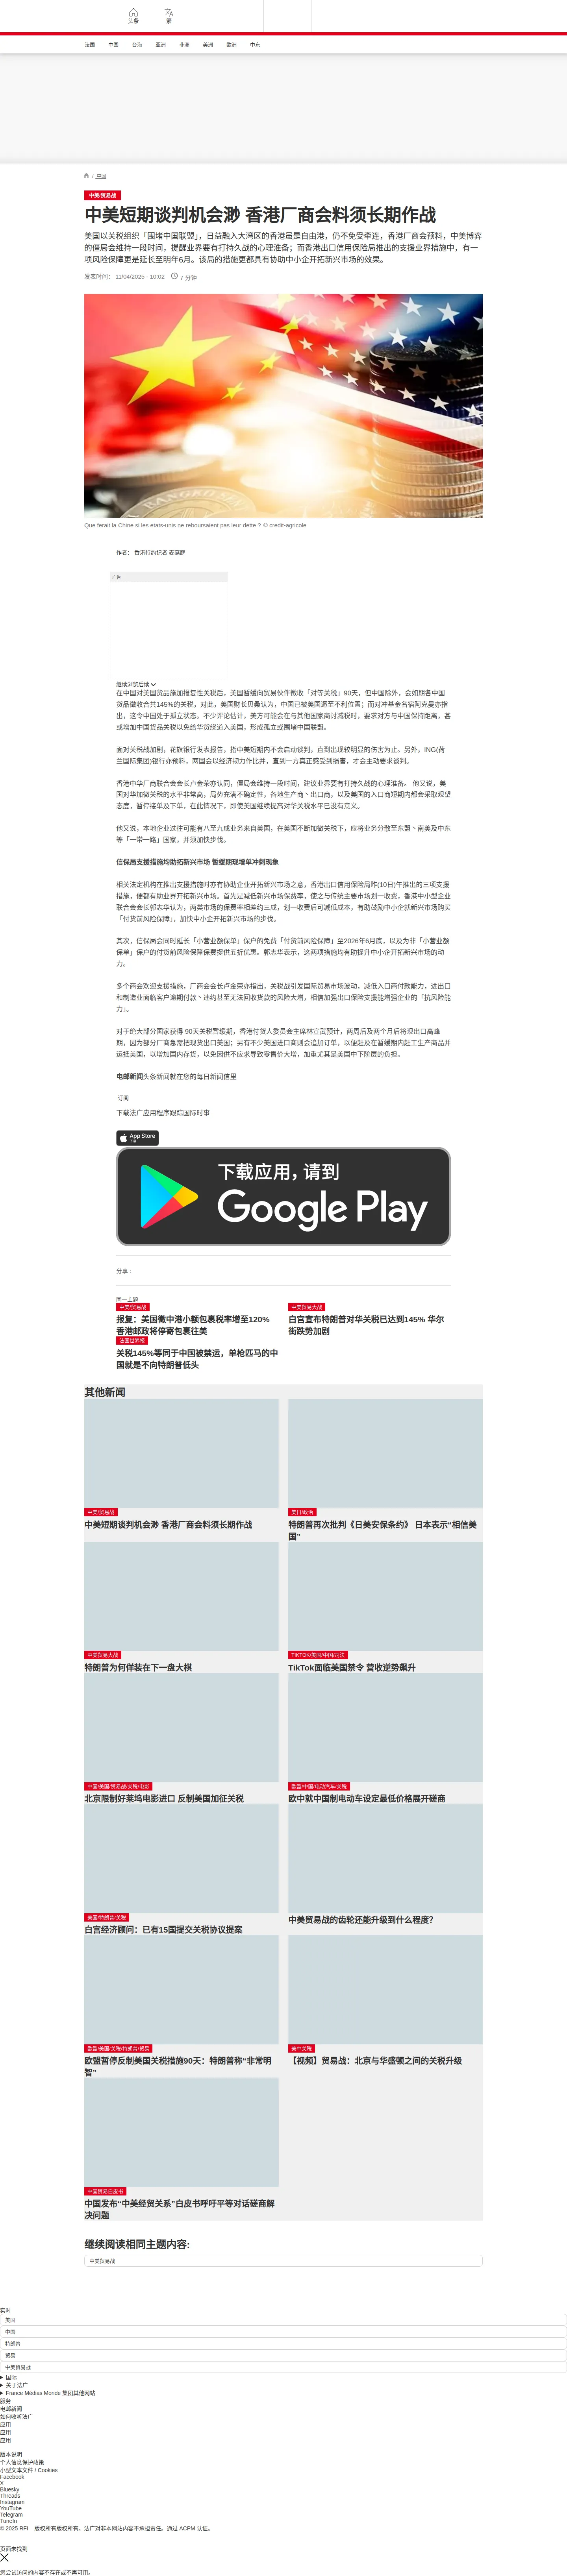 头条
繁
法国
中国
台海
亚洲
非洲
美洲
欧洲
中东
/ 中国
中美/贸易战
中美短期谈判机会渺 香港厂商会料须长期作战
美国以关税组织「围堵中国联盟」，日益融入大湾区的香港虽是自由港，仍不免受牵连，香港厂商会预料，中美博弈
的僵局会维持一段时间，提醒业界要有打持久战的心理准备；而香港出口信用保险局推出的支援业界措施中，有一
项风险保障更是延长至明年6月。该局的措施更都具有协助中小企开拓新兴市场的效果。
发表时间： 11/04/2025 - 10:02
7 分钟
Que ferait la Chine si les etats-unis ne reboursaient pas leur dette ? © credit-agricole
作者： 香港特约记者 麦燕庭
广告
继续浏览后续
在中国对美国货品施加报复性关税后，美国暂缓向贸易伙伴徵收「对等关税」90天，但中国除外，会如期各中国
货品徵收合共145%的关税，对此，美国财长贝桑认为，中国已被美国逼至不利位置；而对冲基金名宿阿克曼亦指
出，这令中国处于孤立状态。不少评论估计，美方可能会在与其他国家商讨减税时，要求对方与中国保持距离，甚
或增加中国货品关税以免给华货绕道入美国，形成孤立或围堵中国联盟。
面对关税战加剧，花旗银行发表报告，指中美短期内不会启动谈判，直到出现较明显的伤害为止。另外，ING(荷
兰国际集团)银行亦预料，两国会以经济韧力作比并，直到一方真正感受到损害，才会主动要求谈判。
香港中华厂商联合会会长卢金荣亦认同，僵局会维持一段时间，建议业界要有打持久战的心理准备。 他又说，美
国对华加徵关税的水平非常高，局势充满不确定性，各地生产商丶出口商，以及美国的入口商短期内都会采取观望
态度，暂停接单及下单，在此情况下，即使美国继续提高对华关税水平已没有意义。
他又说，本地企业过往可能有八至九成业务来自美国，在美国不断加徵关税下，应将业务分散至东盟丶南美及中东
等「一带一路」国家，并须加快步伐。
信保局支援措施均助拓新兴市场 暂缓期现增单冲刺现象
相关法定机构在推出支援措施时亦有协助企业开拓新兴市场之意，香港出口信用保险局昨(10日)午推出的三项支援
措施，便都有助业界开拓新兴市场。首先是减低新兴市场保费率，使之与传统主要市场划一收费，香港中小型企业
联合会会长郭志华认为，两类市场的保费率相差约三成，划一收费后可减低成本，有助鼓励中小企就新兴市场购买
「付货前风险保障」，加快中小企开拓新兴市场的步伐。
其次，信保局会同时延长「小营业额保单」保户的免费「付货前风险保障」至2026年6月底，以及为非「小营业额
保单」保户的付货前风险保障保费提供五折优惠。郭志华表示，这两项措施均有助提升中小企开拓新兴市场的动
力。
多个商会欢迎支援措施，厂商会会长卢金荣亦指出，关税战引发国际贸易市场波动，减低入口商付款能力，进出口
和制造业面临客户逾期付款丶违约甚至无法回收货款的风险大增，相信加强出口保险支援能增强企业的「抗风险能
力」。
对于绝大部分国家获得 90天关税暂缓期，香港付货人委员会主席林宣武预计，两周后及两个月后将现出口高峰
期，因为部分厂商急需把现货出口美国；另有不少美国进口商则会追加订单，以便赶及在暂缓期内赶工生产商品并
运抵美国，以增加国内存货，以免因供不应求导致零售价大增，加重尤其是美国中下阶层的负担。
电邮新闻头条新闻就在您的每日新闻信里
订阅
下载法广应用程序跟踪国际时事
App Store
下载
下载应用，请到
Google Play
分享 :
同一主题
中美/贸易战
报复：美国徵中港小额包裹税率增至120%
香港邮政将停寄包裹往美
中美贸易大战
白宫宣布特朗普对华关税已达到145% 华尔
街跌势加剧
法国世界报
关税145%等同于中国被禁运，单枪匹马的中
国就是不向特朗普低头
其他新闻
中美/贸易战
中美短期谈判机会渺 香港厂商会料须长期作战
美日/政治
特朗普再次批判《日美安保条约》 日本表示“相信美
国”
中美贸易大战
特朗普为何佯装在下一盘大棋
TIKTOK/美国/中国/司法
TikTok面临美国禁令 营收逆势飙升
中国/美国/贸易战/关税/电影
北京限制好莱坞电影进口 反制美国加征关税
欧盟/中国/电动汽车/关税
欧中就中国制电动车设定最低价格展开磋商
美国/特朗普/关税
白宫经济顾问：已有15国提交关税协议提案
中美贸易战的齿轮还能升级到什么程度？
欧盟/美国/关税/特朗普/贸易
欧盟暂停反制美国关税措施90天：特朗普称“非常明
智”
美中关税
【视频】贸易战：北京与华盛顿之间的关税升级
中国贸易白皮书
中国发布“中美经贸关系”白皮书呼吁平等对话磋商解
决问题
继续阅读相同主题内容:
中美贸易战
实时
美国
中国
特朗普
贸易
中美贸易战
国际
关于法广
France Médias Monde 集团其他网站
服务
电邮新闻
如何收听法广
应用
应用
应用
版本说明
个人信息保护政策
小型文本文件 / Cookies
Facebook
X
Bluesky
Threads
Instagram
YouTube
Telegram
TuneIn
© 2025 RFI – 版权所有版权所有。法广对非本网站内容不承担责任。通过 ACPM 认证。
页面未找到
您尝试访问的内容不存在或不再可用。